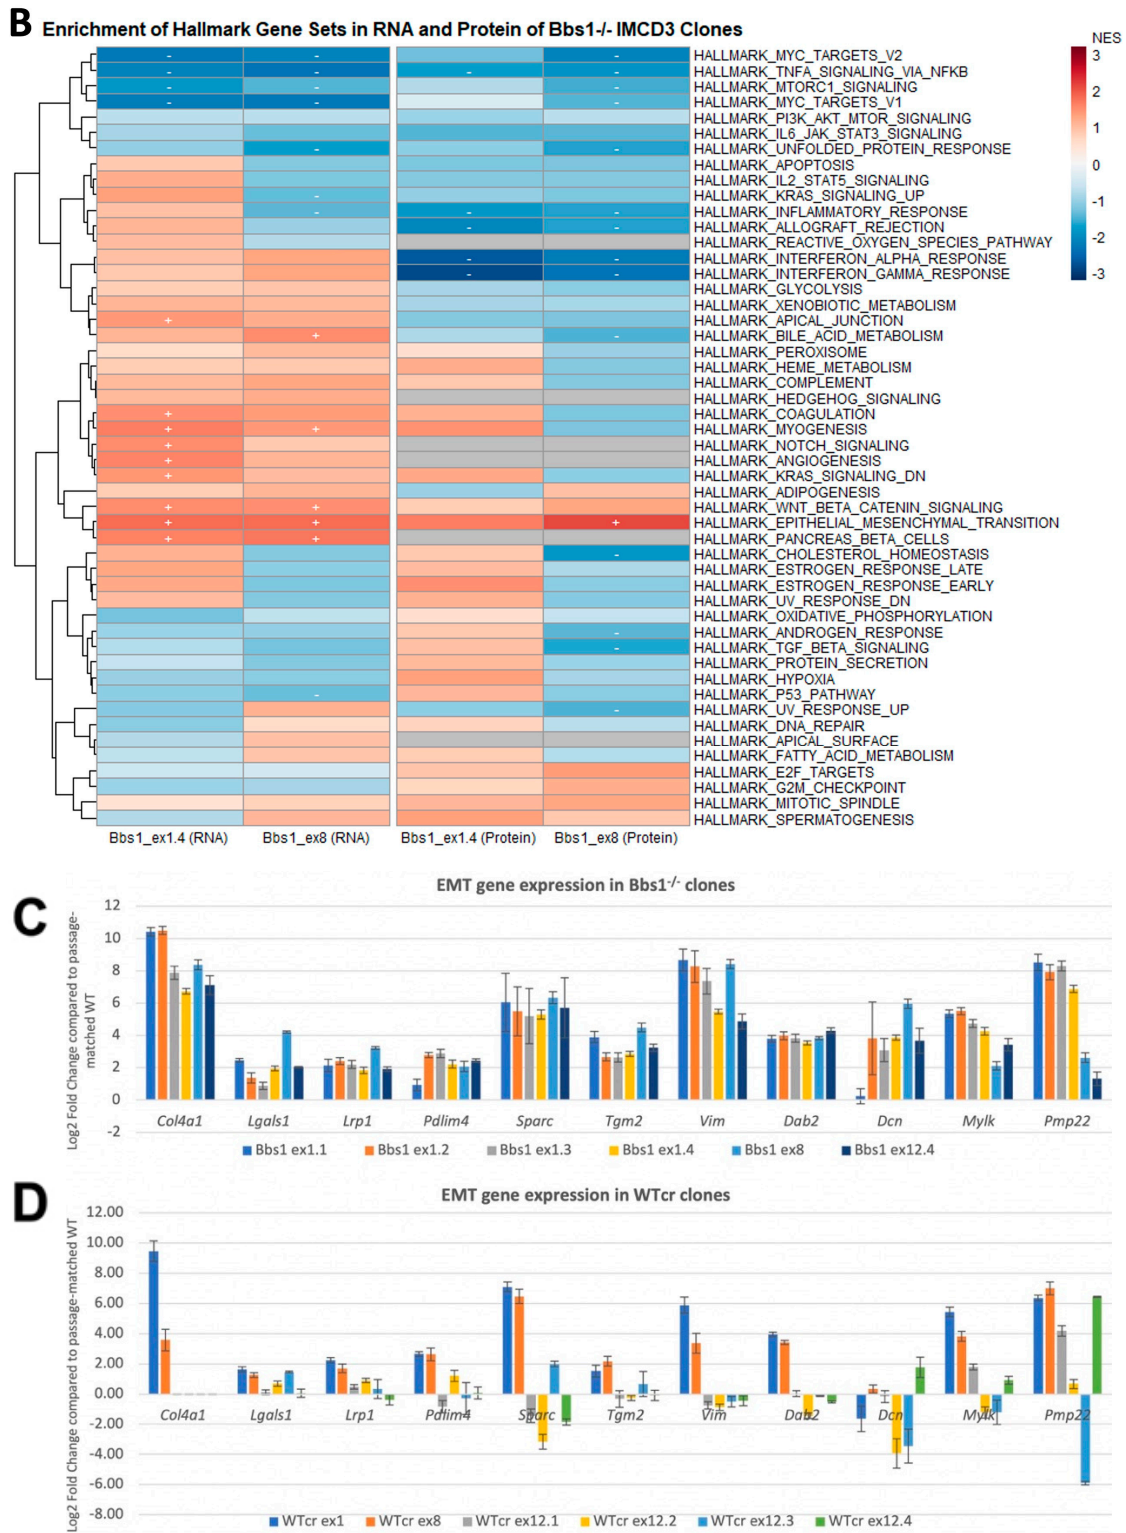 B Enrichment of Hallmark Gene Sets in RNA and Protein of Bbs1-/- IMCD3 Clones
NES
3
2
1
0
-1
-2
-3
- - - HALLMARK_MYC_TARGETS_V2
- - - - HALLMARK_TNFA_SIGNALING_VIA_NFKB
- - - HALLMARK_MTORC1_SIGNALING
- - - HALLMARK_MYC_TARGETS_V1
HALLMARK_PI3K_AKT_MTOR_SIGNALING
HALLMARK_IL6_JAK_STAT3_SIGNALING
- - HALLMARK_UNFOLDED_PROTEIN_RESPONSE
HALLMARK_APOPTOSIS
HALLMARK_IL2_STAT5_SIGNALING
- HALLMARK_KRAS_SIGNALING_UP
- - - HALLMARK_INFLAMMATORY_RESPONSE
- - HALLMARK_ALLOGRAFT_REJECTION
HALLMARK_REACTIVE_OXYGEN_SPECIES_PATHWAY
- - HALLMARK_INTERFERON_ALPHA_RESPONSE
- - HALLMARK_INTERFERON_GAMMA_RESPONSE
HALLMARK_GLYCOLYSIS
HALLMARK_XENOBIOTIC_METABOLISM
+ HALLMARK_APICAL_JUNCTION
+ - HALLMARK_BILE_ACID_METABOLISM
HALLMARK_PEROXISOME
HALLMARK_HEME_METABOLISM
HALLMARK_COMPLEMENT
HALLMARK_HEDGEHOG_SIGNALING
+ HALLMARK_COAGULATION
+ + HALLMARK_MYOGENESIS
+ HALLMARK_NOTCH_SIGNALING
+ HALLMARK_ANGIOGENESIS
+ HALLMARK_KRAS_SIGNALING_DN
HALLMARK_ADIPOGENESIS
+ + HALLMARK_WNT_BETA_CATENIN_SIGNALING
+ + + HALLMARK_EPITHELIAL_MESENCHYMAL_TRANSITION
+ + HALLMARK_PANCREAS_BETA_CELLS
- HALLMARK_CHOLESTEROL_HOMEOSTASIS
HALLMARK_ESTROGEN_RESPONSE_LATE
HALLMARK_ESTROGEN_RESPONSE_EARLY
HALLMARK_UV_RESPONSE_DN
HALLMARK_OXIDATIVE_PHOSPHORYLATION
- HALLMARK_ANDROGEN_RESPONSE
- HALLMARK_TGF_BETA_SIGNALING
HALLMARK_PROTEIN_SECRETION
HALLMARK_HYPOXIA
- HALLMARK_P53_PATHWAY
- HALLMARK_UV_RESPONSE_UP
HALLMARK_DNA_REPAIR
HALLMARK_APICAL_SURFACE
HALLMARK_FATTY_ACID_METABOLISM
HALLMARK_E2F_TARGETS
HALLMARK_G2M_CHECKPOINT
HALLMARK_MITOTIC_SPINDLE
HALLMARK_SPERMATOGENESIS
Bbs1_ex1.4 (RNA) Bbs1_ex8 (RNA) Bbs1_ex1.4 (Protein) Bbs1_ex8 (Protein)
C
EMT gene expression in Bbs1-/- clones
Log2 Fold Change compared to passage-
matched WT
12
10
8
6
4
2
0
-2
Col4a1 Lgals1 Lrp1 Pdlim4 Sparc Tgm2 Vim Dab2 Dcn Mylk Pmp22
Bbs1 ex1.1 Bbs1 ex1.2 Bbs1 ex1.3 Bbs1 ex1.4 Bbs1 ex8 Bbs1 ex12.4
D
EMT gene expression in WTcr clones
Log2 Fold Change compared to passage-matched WT
12.00
10.00
8.00
6.00
4.00
2.00
0.00
-2.00
-4.00
-6.00
-8.00
Col4a1 Lgals1 Lrp1 Pdlim4 Sparc Tgm2 Vim Dab2 Dcn Mylk Pmp22
WTcr ex1 WTcr ex8 WTcr ex12.1 WTcr ex12.2 WTcr ex12.3 WTcr ex12.4